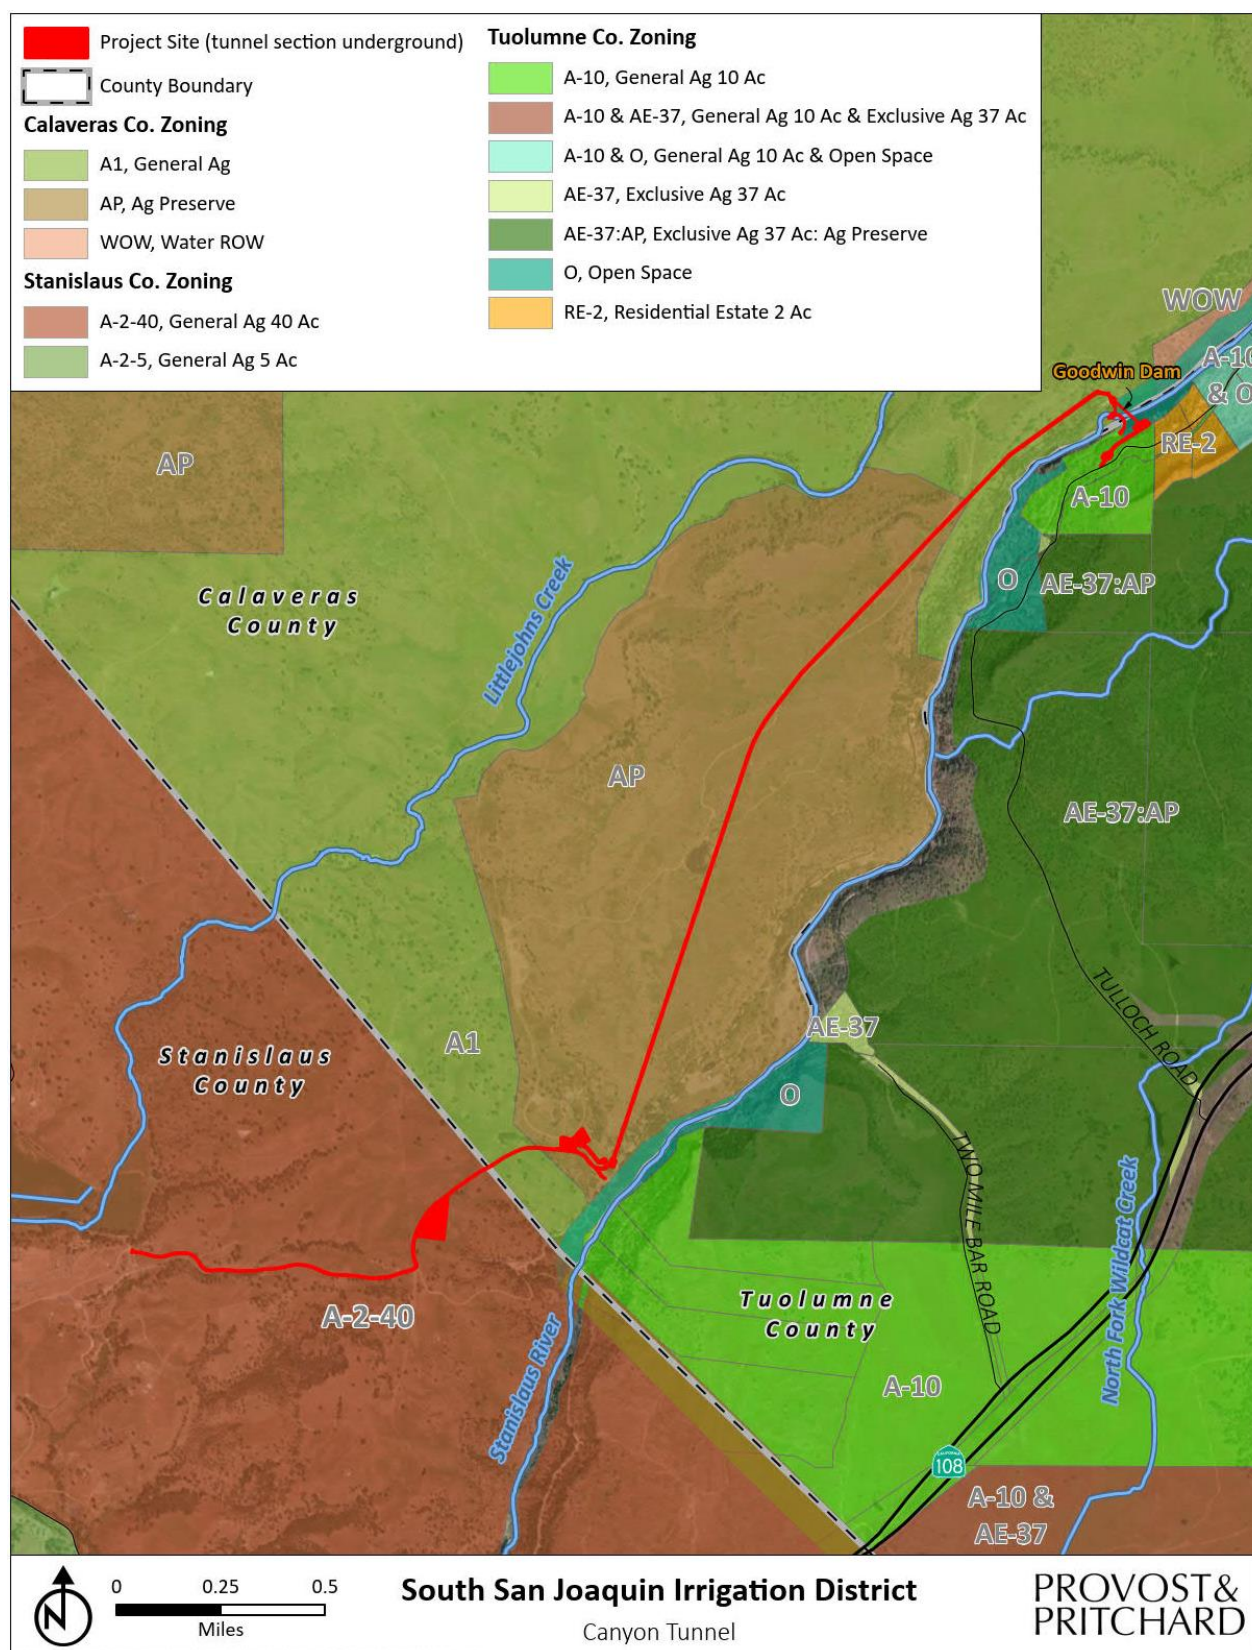 Project Site (tunnel section underground)
County Boundary
Calaveras Co. Zoning
A1, General Ag
AP, Ag Preserve
WOW, Water ROW
Stanislaus Co. Zoning
A-2-40, General Ag 40 Ac
A-2-5, General Ag 5 Ac
Tuolumne Co. Zoning
A-10, General Ag 10 Ac
A-10 & AE-37, General Ag 10 Ac & Exclusive Ag 37 Ac
A-10 & O, General Ag 10 Ac & Open Space
AE-37, Exclusive Ag 37 Ac
AE-37:AP, Exclusive Ag 37 Ac: Ag Preserve
O, Open Space
RE-2, Residential Estate 2 Ac
WOW
A-10
& O
Goodwin Dam
RE-2
AP
A-10
Calaveras
County
Littlejohns Creek
O
AE-37:AP
AP
AE-37:AP
TULLOCH ROAD
AE-37
A1
Stanislaus
County
O
TWO MILE BAR ROAD
North Fork Wildcat Creek
A-2-40
Tuolumne
County
Stanislaus River
A-10
CALIFORNIA
108
A-10 &
AE-37
N
0 0.25 0.5
Miles
South San Joaquin Irrigation District
Canyon Tunnel
PROVOST&
PRITCHARD